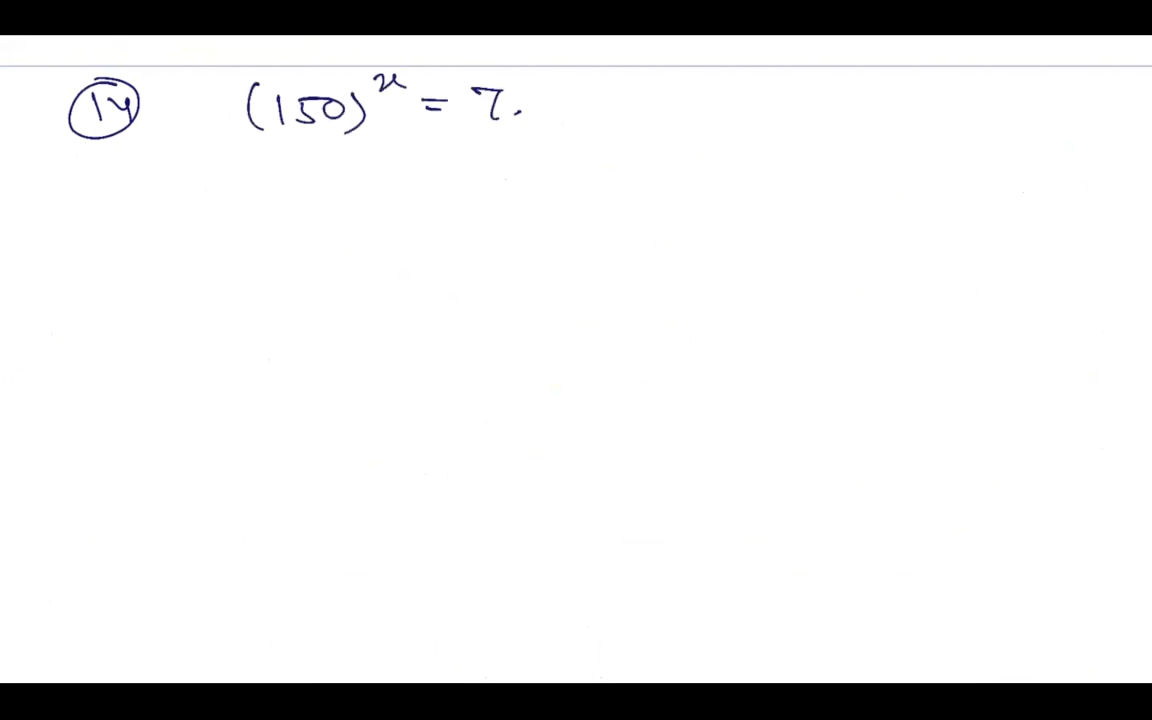 14 (150)^x = 7.